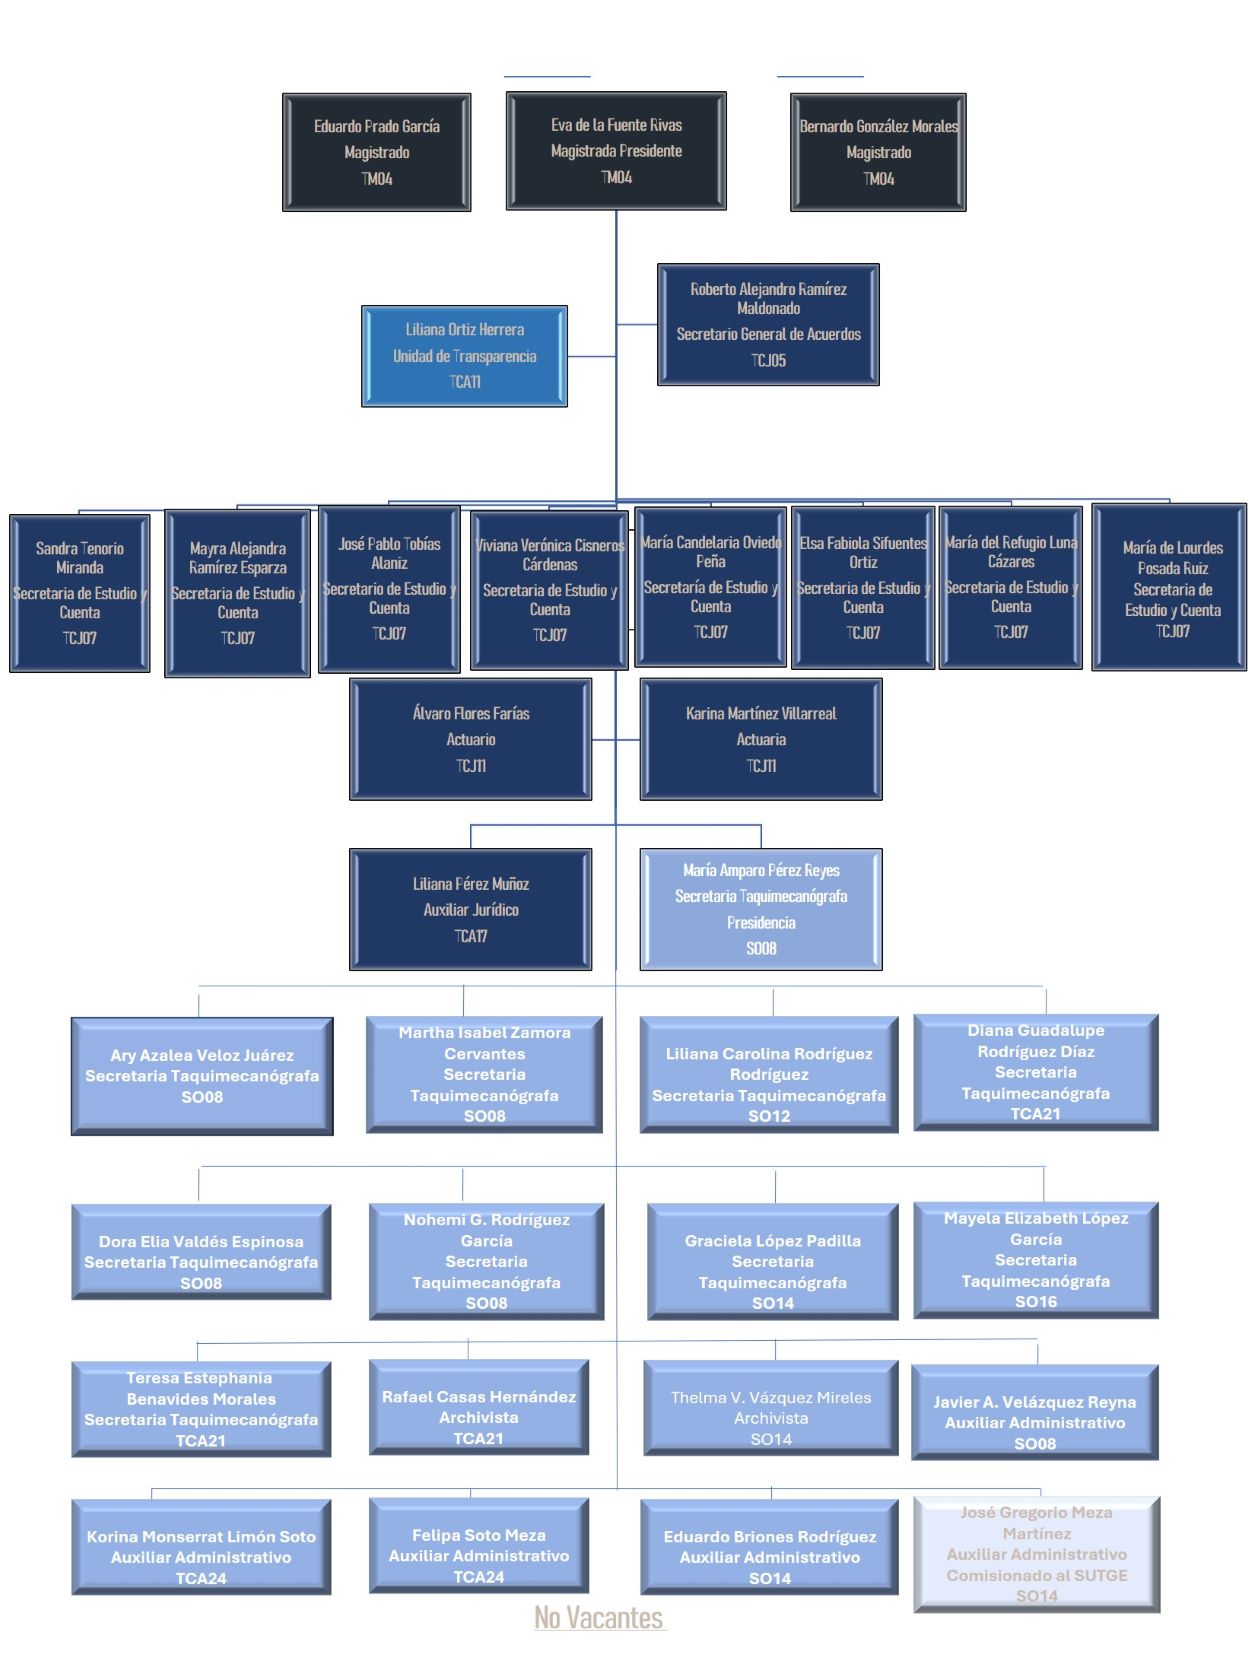 Eduardo Prado García
Magistrado
TM04
Eva de la Fuente Rivas
Magistrada Presidente
TM04
Bernardo González Morales
Magistrado
TM04
Roberto Alejandro Ramírez
Maldonado
Secretario General de Acuerdos
TCJ05
Liliana Ortiz Herrera
Unidad de Transparencia
TCA11
Sandra Tenorio
Miranda
Secretaria de Estudio y
Cuenta
TCJ07
Mayra Alejandra
Ramírez Esparza
Secretaria de Estudio y
Cuenta
TCJ07
José Pablo Tobías
Alaniz
Secretario de Estudio y
Cuenta
TCJ07
Viviana Verónica Cisneros
Cárdenas
Secretaria de Estudio y
Cuenta
TCJ07
María Candelaria Oviedo
Peña
Secretaría de Estudio y
Cuenta
TCJ07
Elsa Fabiola Sifuentes
Ortiz
Secretaria de Estudio y
Cuenta
TCJ07
María del Refugio Luna
Cázares
Secretaria de Estudio y
Cuenta
TCJ07
María de Lourdes
Posada Ruiz
Secretaria de
Estudio y Cuenta
TCJ07
Álvaro Flores Farías
Actuario
TCJ11
Karina Martínez Villarreal
Actuaria
TCJ11
Liliana Pérez Muñoz
Auxiliar Jurídico
TCA17
María Amparo Pérez Reyes
Secretaria Taquimecanógrafa
Presidencia
SO08
Ary Azalea Veloz Juárez
Secretaria Taquimecanógrafa
SO08
Martha Isabel Zamora
Cervantes
Secretaria
Taquimecanógrafa
SO08
Liliana Carolina Rodríguez
Rodríguez
Secretaria Taquimecanógrafa
SO12
Diana Guadalupe
Rodríguez Díaz
Secretaria
Taquimecanógrafa
TCA21
Dora Elia Valdés Espinosa
Secretaria Taquimecanógrafa
SO08
Nohemi G. Rodríguez
García
Secretaria
Taquimecanógrafa
SO08
Graciela López Padilla
Secretaria
Taquimecanógrafa
SO14
Mayela Elizabeth López
García
Secretaria
Taquimecanógrafa
SO16
Teresa Estephania
Benavides Morales
Secretaria Taquimecanógrafa
TCA21
Rafael Casas Hernández
Archivista
TCA21
Thelma V. Vázquez Mireles
Archivista
SO14
Javier A. Velázquez Reyna
Auxiliar Administrativo
SO08
Korina Monserrat Limón Soto
Auxiliar Administrativo
TCA24
Felipa Soto Meza
Auxiliar Administrativo
TCA24
Eduardo Briones Rodríguez
Auxiliar Administrativo
SO14
José Gregorio Meza
Martínez
Auxiliar Administrativo
Comisionado al SUTGE
SO14
No Vacantes